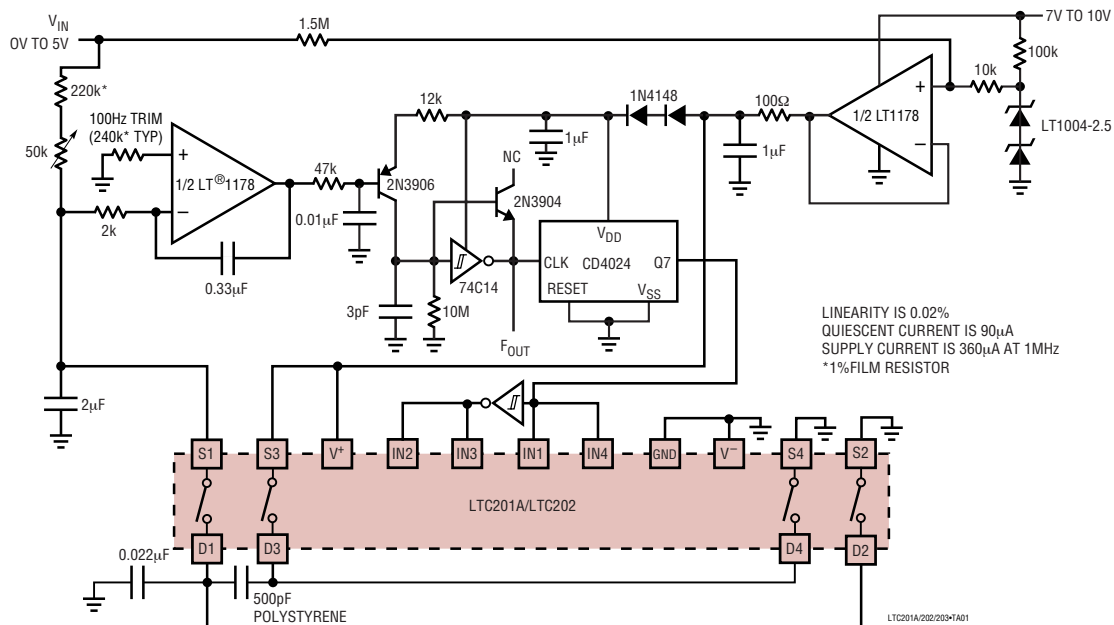 V_IN
0V TO 5V
1.5M
7V TO 10V
220k*
100k
10k
100Hz TRIM
(240k* TYP)
12k
1N4148
100Ω
1/2 LT1178
+
−
LT1004-2.5
50k
+
1/2 LT®1178
−
1µF
1µF
NC
47k
2N3906
2N3904
2k
0.01µF
V_DD
CLK
CD4024
Q7
74C14
RESET
V_SS
0.33µF
3pF
10M
F_OUT
LINEARITY IS 0.02%
QUIESCENT CURRENT IS 90µA
SUPPLY CURRENT IS 360µA AT 1MHz
*1%FILM RESISTOR
2µF
S1
S3
V+
IN2
IN3
IN1
IN4
GND
V−
S4
S2
LTC201A/LTC202
D1
D3
D4
D2
0.022µF
500pF
POLYSTYRENE
LTC201A/202/203•TA01